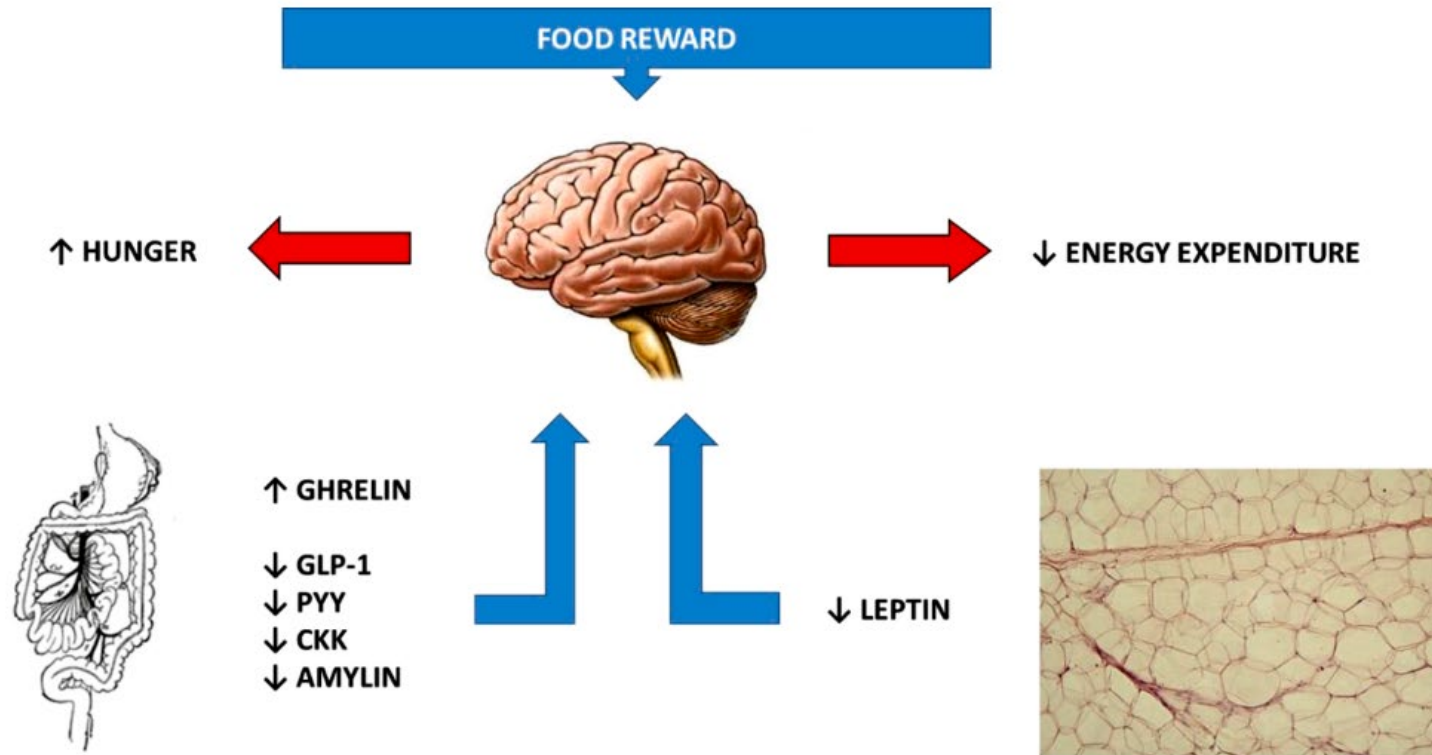 FOOD REWARD
↑ HUNGER
↓ ENERGY EXPENDITURE
↑ GHRELIN
↓ GLP-1
↓ PYY
↓ CKK
↓ AMYLIN
↓ LEPTIN